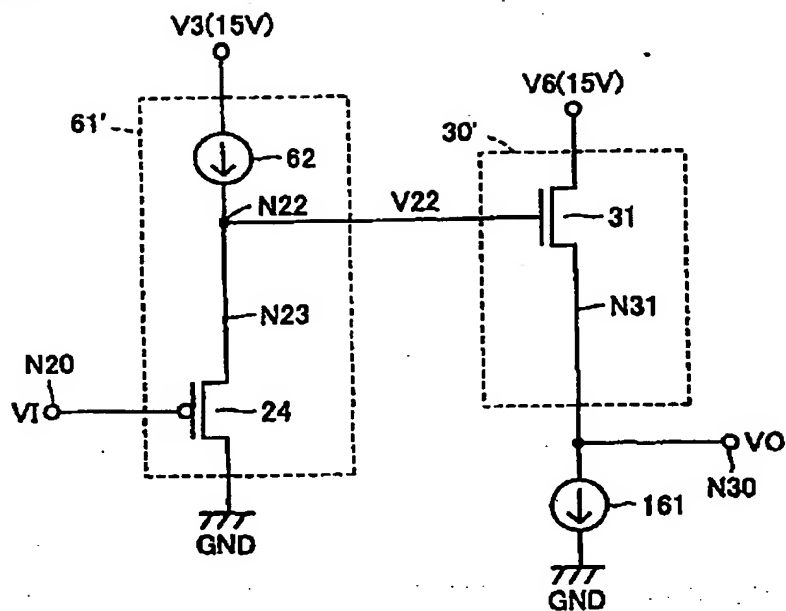 V3(15V)
V6(15V)
61'
30'
62
N22
V22
31
N23
N31
N20
VI
24
VO
N30
161
GND
GND